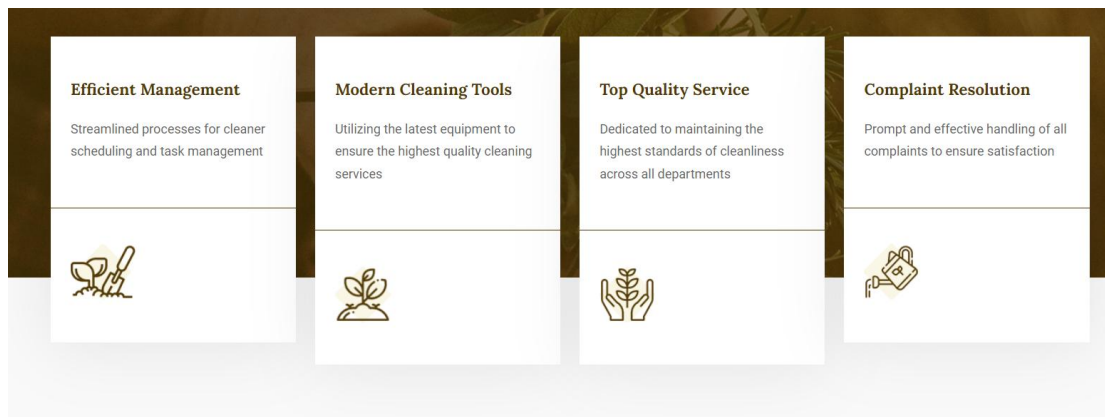 Efficient Management
Streamlined processes for cleaner
scheduling and task management
Modern Cleaning Tools
Utilizing the latest equipment to
ensure the highest quality cleaning
services
Top Quality Service
Dedicated to maintaining the
highest standards of cleanliness
across all departments
Complaint Resolution
Prompt and effective handling of all
complaints to ensure satisfaction